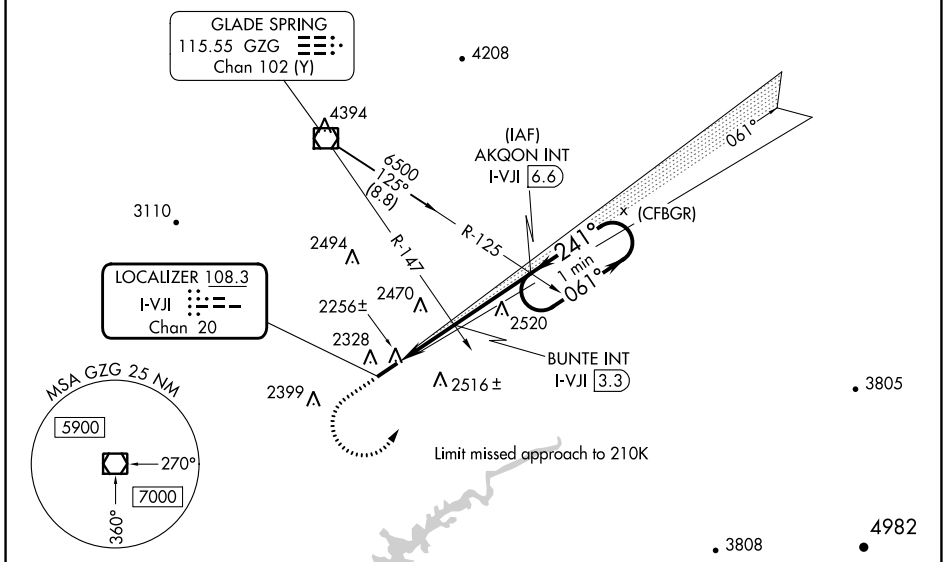 GLADE SPRING
115.55 GZG
Chan 102 (Y)
4208
4394
(IAF)
AKQON INT
I-VJI 6.6
061°
6500
125°
(8.8)
3110
R-125
x (CFBGR)
241°
1 min
061°
R-147
2494
LOCALIZER 108.3
I-VJI
Chan 20
2470
2256±
2520
2328
BUNTE INT
I-VJI 3.3
2399
2516±
3805
MSA GZG 25 NM
5900
270°
7000
360°
Limit missed approach to 210K
4982
3808